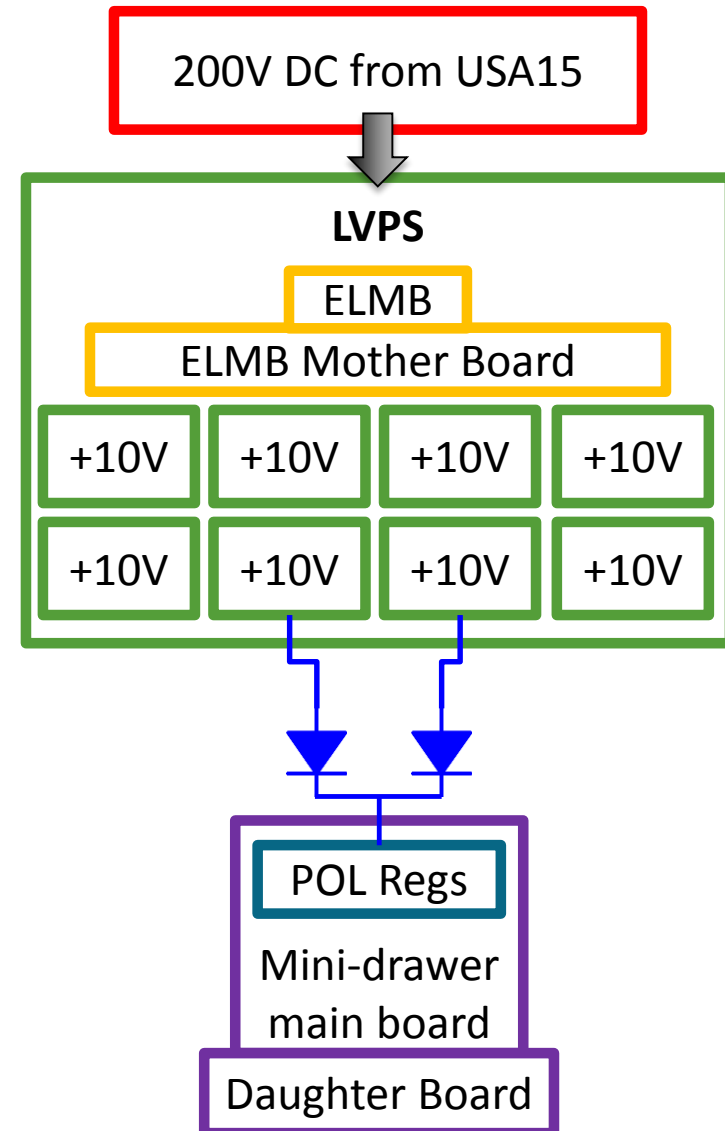 200V DC from USA15
LVPS
ELMB
ELMB Mother Board
+10V +10V +10V +10V
+10V +10V +10V +10V
POL Regs
Mini-drawer
main board
Daughter Board